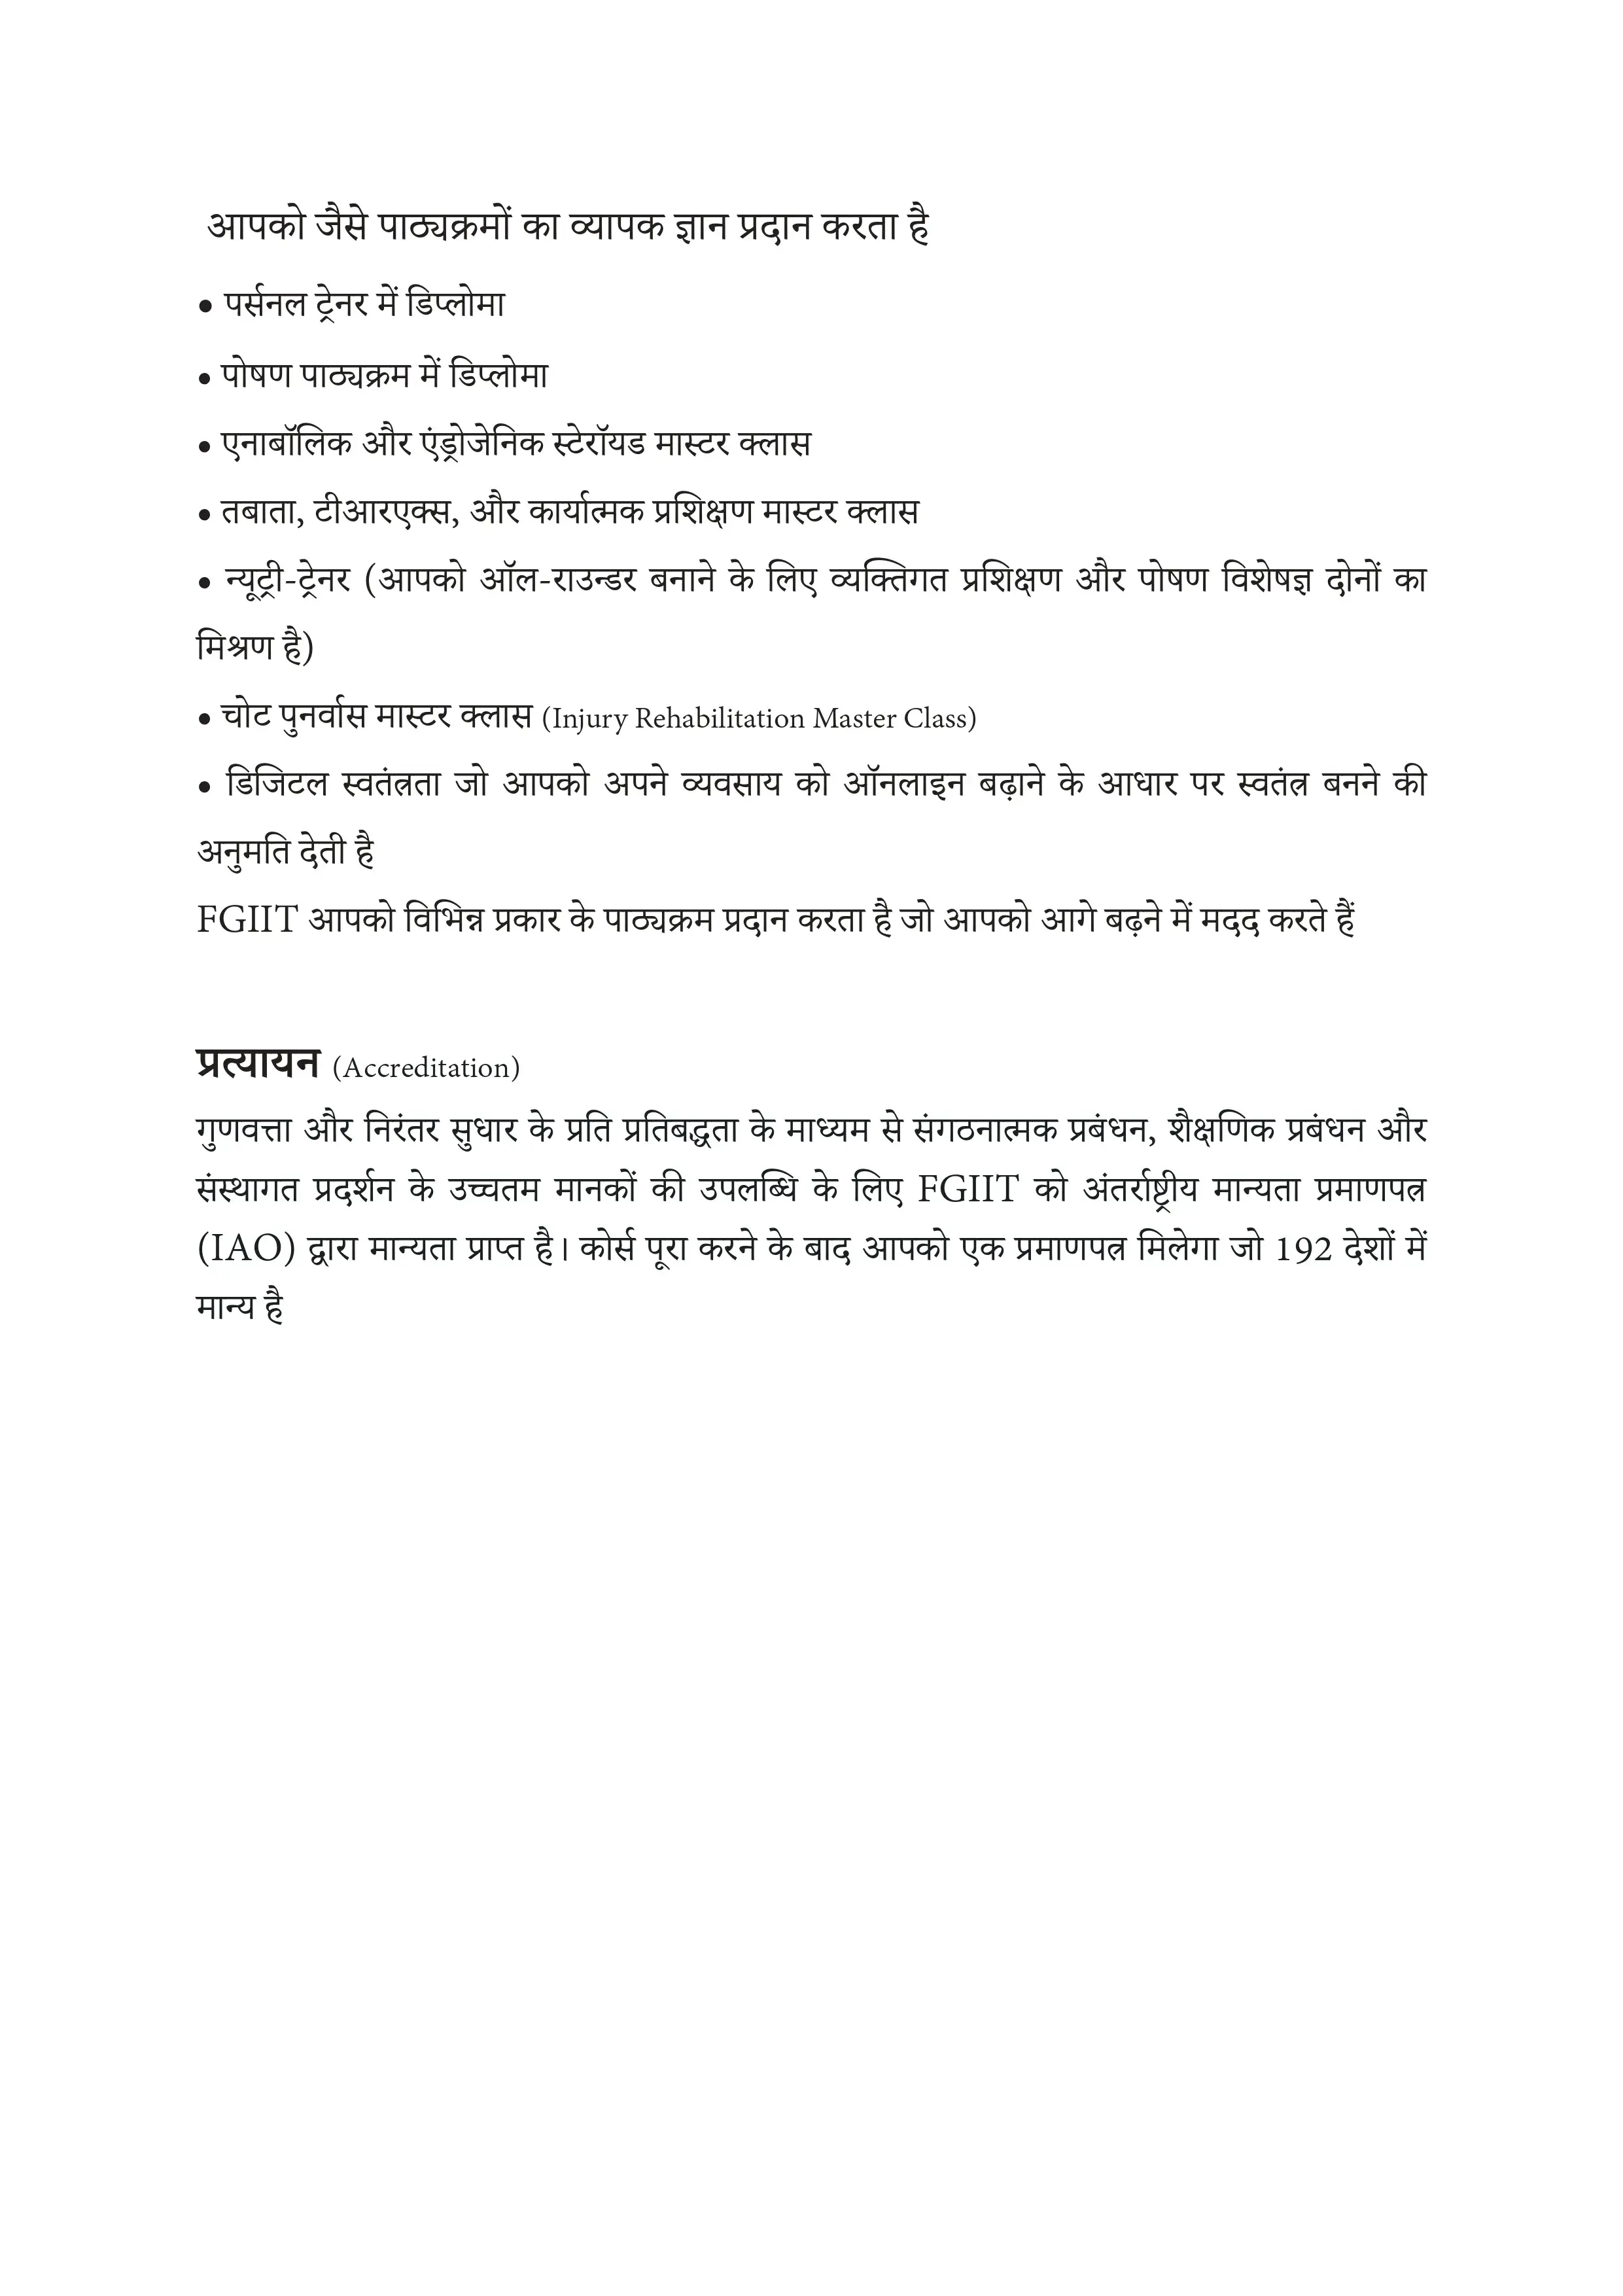 आपको जैसे पाठ्यक्रमों का व्यापक ज्ञान प्रदान करता है
• पर्सनल ट्रेनर में डिप्लोमा
• पोषण पाठ्यक्रम में डिप्लोमा
• एनाबॉलिक और एंड्रोजेनिक स्टेरॉयड मास्टर क्लास
• तबाता, टीआरएक्स, और कार्यात्मक प्रशिक्षण मास्टर क्लास
• न्यूट्री-ट्रेनर (आपको ऑल-राउन्डर बनाने के लिए व्यक्तिगत प्रशिक्षण और पोषण विशेषज्ञ दोनों का
मिश्रण है)
• चोट पुनर्वास मास्टर क्लास (Injury Rehabilitation Master Class)
• डिजिटल स्वतंत्रता जो आपको अपने व्यवसाय को ऑनलाइन बढ़ाने के आधार पर स्वतंत्र बनने की
अनुमति देती है
FGIIT आपको विभिन्न प्रकार के पाठ्यक्रम प्रदान करता है जो आपको आगे बढ़ने में मदद करते हैं
प्रत्यायन (Accreditation)
गुणवत्ता और निरंतर सुधार के प्रति प्रतिबद्धता के माध्यम से संगठनात्मक प्रबंधन, शैक्षणिक प्रबंधन और
संस्थागत प्रदर्शन के उच्चतम मानकों की उपलब्धि के लिए FGIIT को अंतर्राष्ट्रीय मान्यता प्रमाणपत्र
(IAO) द्वारा मान्यता प्राप्त है। कोर्स पूरा करने के बाद आपको एक प्रमाणपत्र मिलेगा जो 192 देशों में
मान्य है